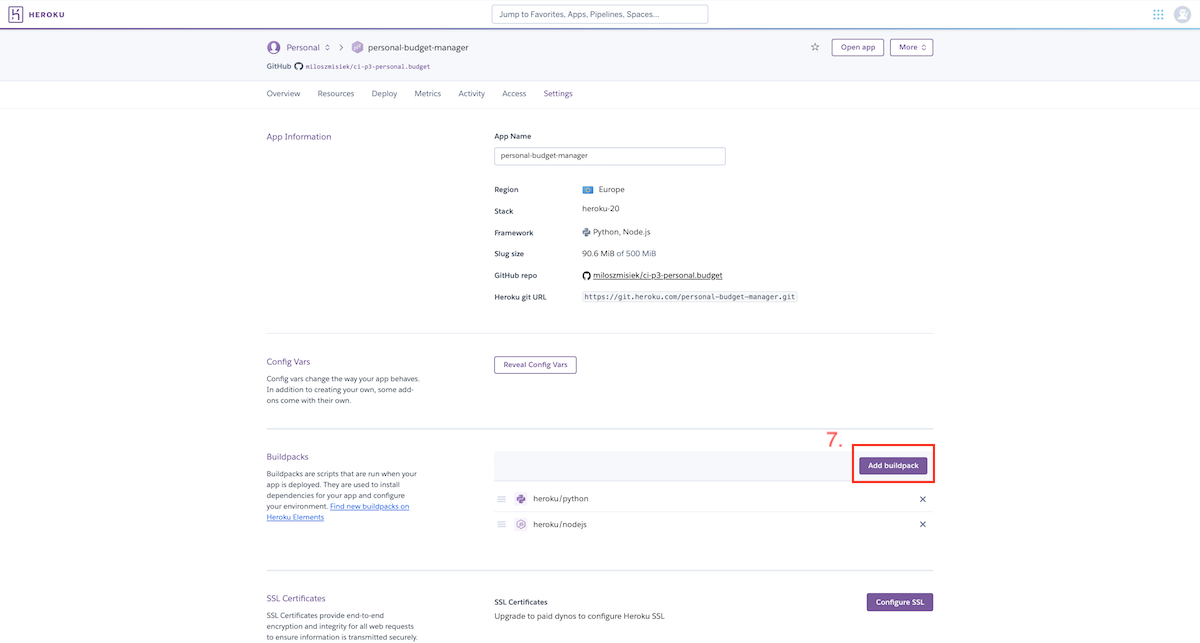 HEROKU
Jump to Favorites, Apps, Pipelines, Spaces...
Personal
personal-budget-manager
Open app
More
GitHub miloszmisiek/ci-p3-personal.budget
Overview
Resources
Deploy
Metrics
Activity
Access
Settings
App Information
App Name
personal-budget-manager
Region Europe
Stack heroku-20
Framework Python, Node.js
Slug size 90.6 MiB of 500 MiB
GitHub repo miloszmisiek/ci-p3-personal.budget
Heroku git URL https://git.heroku.com/personal-budget-manager.git
Config Vars
Config vars change the way your app behaves.
In addition to creating your own, some add-
ons come with their own.
Reveal Config Vars
7.
Buildpacks
Buildpacks are scripts that are run when your
app is deployed. They are used to install
dependencies for your app and configure
your environment. Find new buildpacks on
Heroku Elements
Add buildpack
heroku/python
heroku/nodejs
SSL Certificates
SSL Certificates provide end-to-end
encryption and integrity for all web requests
to ensure information is transmitted securely.
SSL Certificates
Upgrade to paid dynos to configure Heroku SSL
Configure SSL